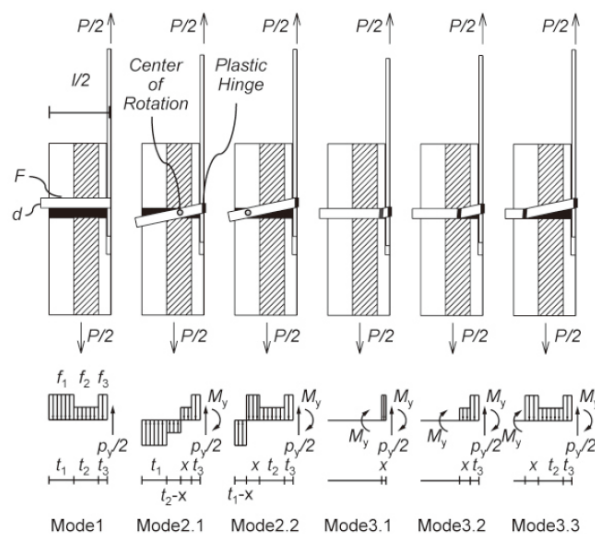 P/2 P/2 P/2 P/2 P/2 P/2
l/2
Center of Rotation
Plastic Hinge
F
d
P/2 P/2 P/2 P/2 P/2 P/2
f1 f2 f3 My My My My My My My My
py/2 py/2 py/2 py/2 py/2 py/2
t1 t2 t3 t1 x t3 x t2 t3 x x t3 x t2 t3
t2-x t1-x
Mode1 Mode2.1 Mode2.2 Mode3.1 Mode3.2 Mode3.3